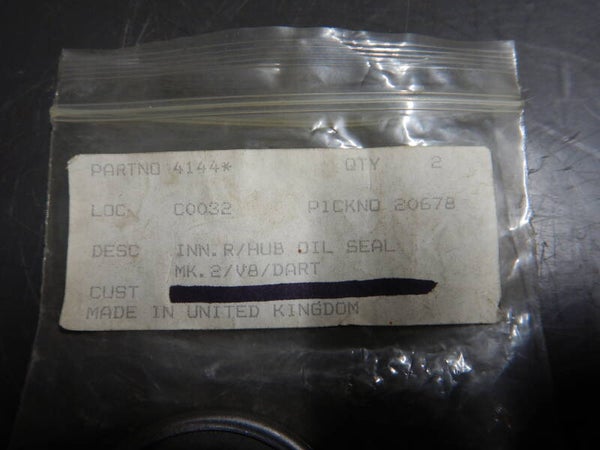 PARTNO 4144* QTY 2
LOC C0032 PICKNO 20678
DESC INN.R/HUB OIL SEAL
MK.2/V8/DART
CUST
MADE IN UNITED KINGDOM